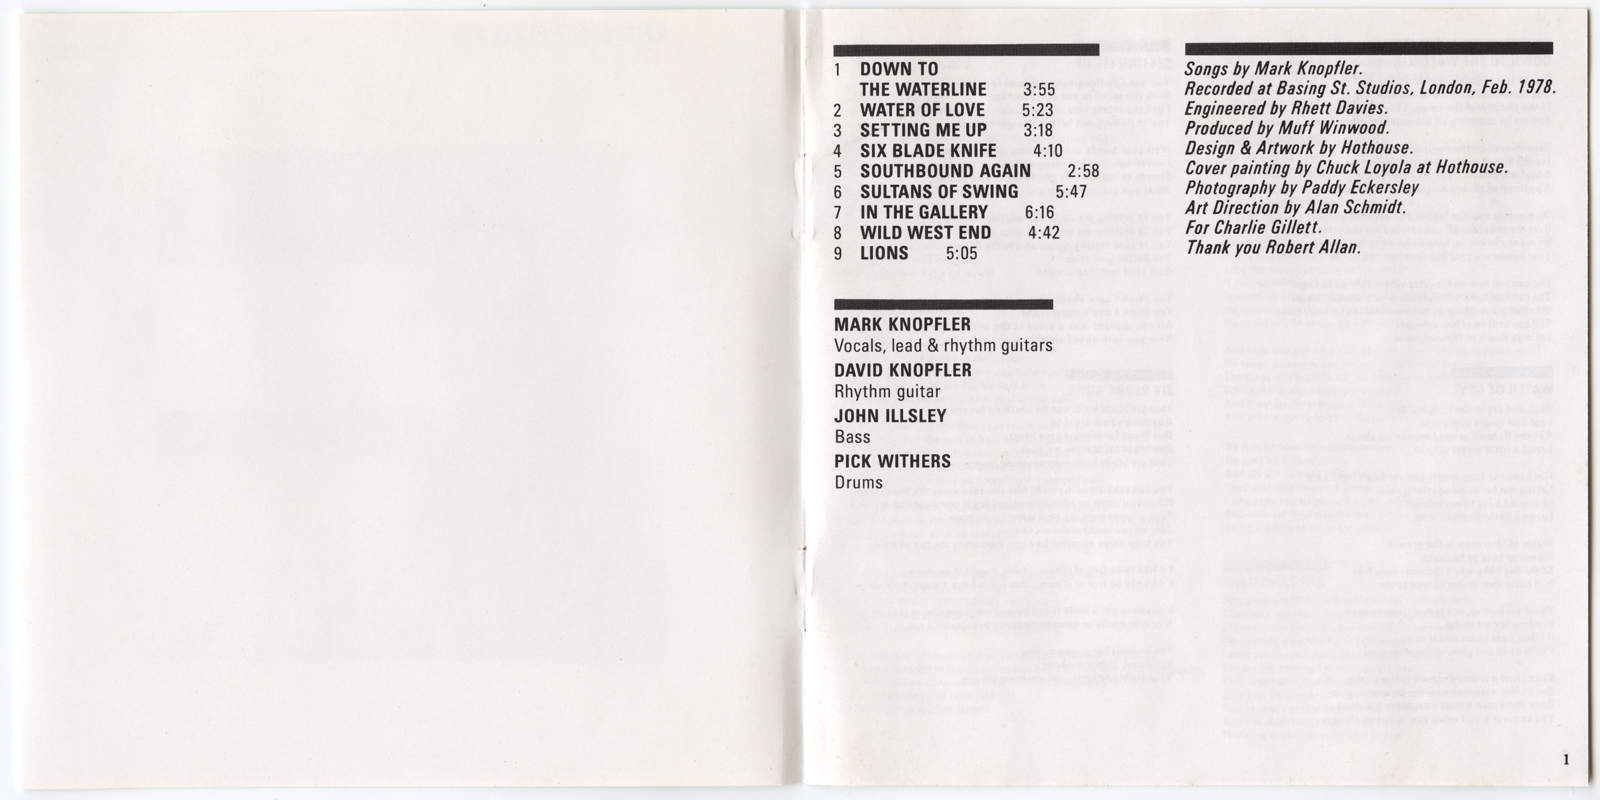 1 DOWN TO
THE WATERLINE 3:55
2 WATER OF LOVE 5:23
3 SETTING ME UP 3:18
4 SIX BLADE KNIFE 4:10
5 SOUTHBOUND AGAIN 2:58
6 SULTANS OF SWING 5:47
7 IN THE GALLERY 6:16
8 WILD WEST END 4:42
9 LIONS 5:05
MARK KNOPFLER
Vocals, lead & rhythm guitars
DAVID KNOPFLER
Rhythm guitar
JOHN ILLSLEY
Bass
PICK WITHERS
Drums
Songs by Mark Knopfler.
Recorded at Basing St. Studios, London, Feb. 1978.
Engineered by Rhett Davies.
Produced by Muff Winwood.
Design & Artwork by Hothouse.
Cover painting by Chuck Loyola at Hothouse.
Photography by Paddy Eckersley
Art Direction by Alan Schmidt.
For Charlie Gillett.
Thank you Robert Allan.
1